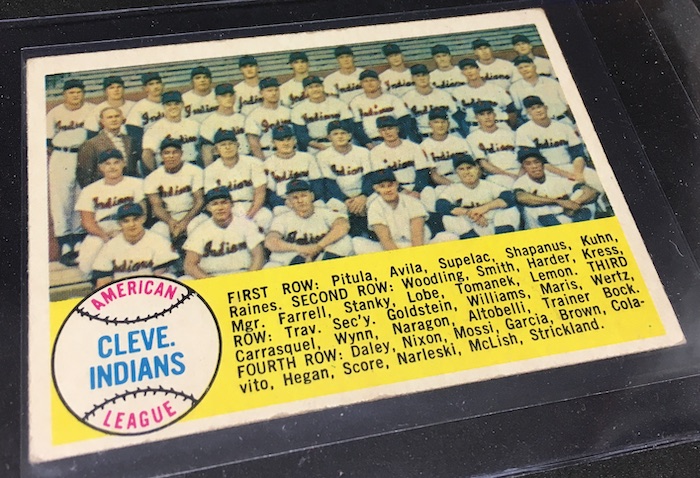 AMERICAN
CLEVE.
INDIANS
LEAGUE
FIRST ROW: Pitula, Avila, Supelac, Shapanus, Kuhn,
Raines. SECOND ROW: Woodling, Smith, Harder, Kress,
Mgr. Farrell, Stanky, Lobe, Tomanek, Lemon. THIRD
ROW: Trav. Sec'y. Goldstein, Williams, Maris, Wertz,
Carrasquel, Wynn, Naragon, Altobelli, Trainer Bock.
FOURTH ROW: Daley, Nixon, Mossi, Garcia, Brown, Cola-
vito, Hegan, Score, Narleski, McLish, Strickland.